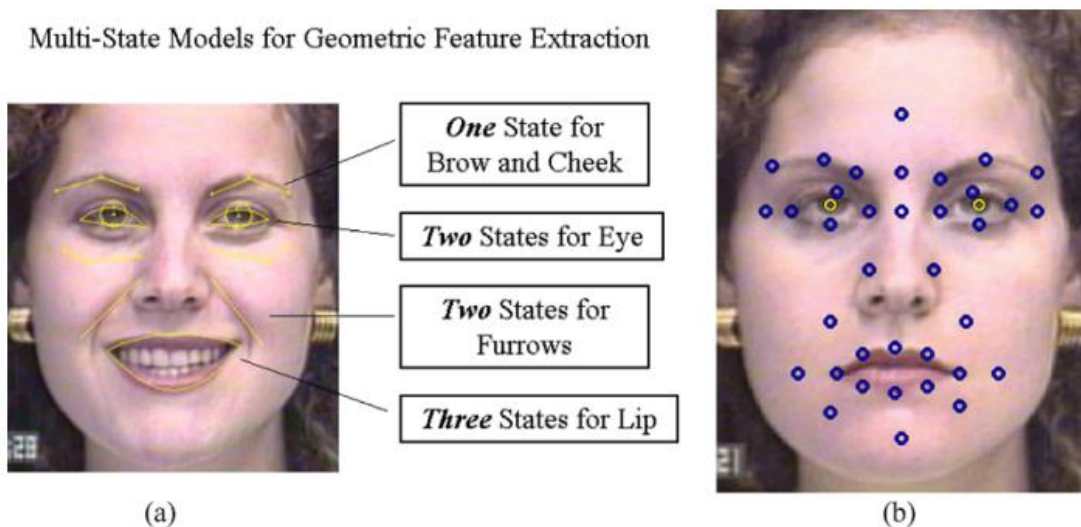 Multi-State Models for Geometric Feature Extraction
One State for
Brow and Cheek
Two States for Eye
Two States for
Furrows
Three States for Lip
:28
(a)
(b)